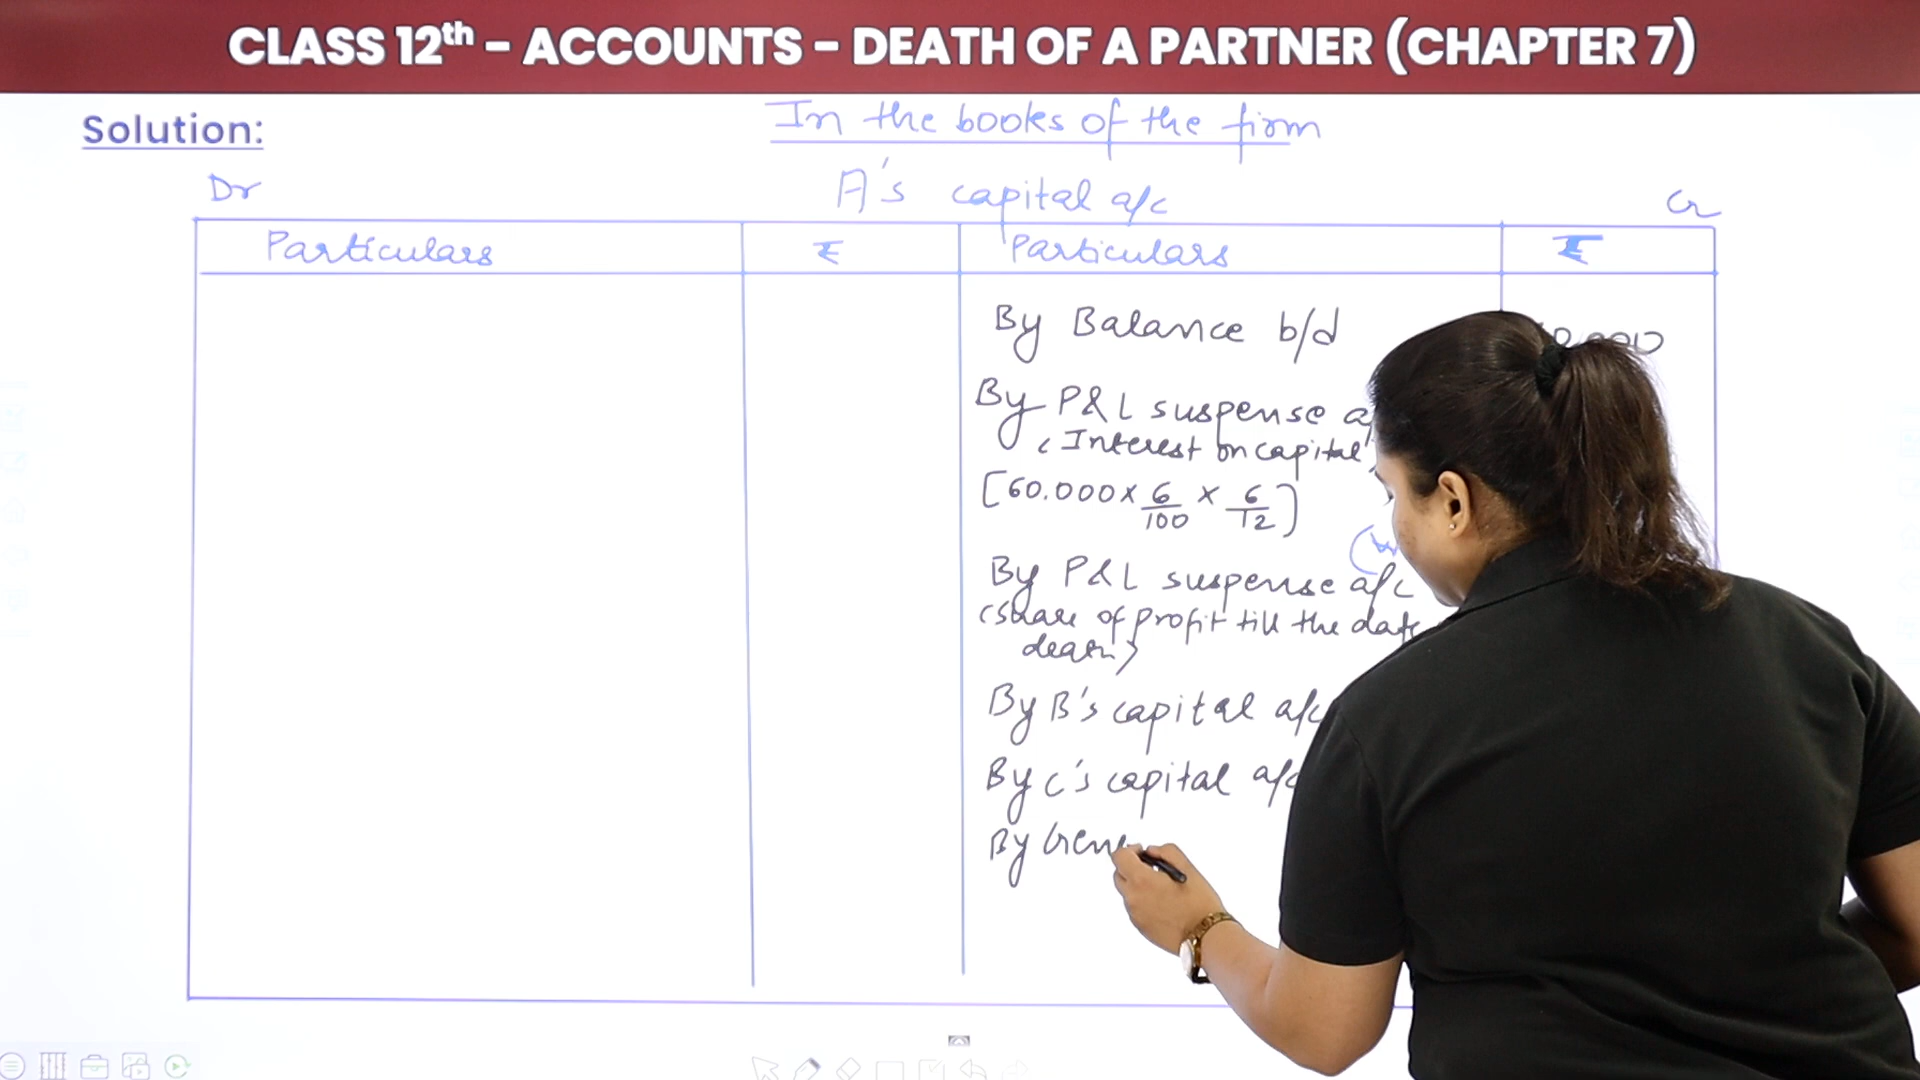 CLASS 12th - ACCOUNTS - DEATH OF A PARTNER (CHAPTER 7)
Solution:
In the books of the firm
Dr A's capital a/c Cr
Particulars ₹ Particulars ₹
By Balance b/d
By P&L suspense
(Interest on capital
[60.000 × 6/100 × 6/12]
By P&L suspense a/c
(Share of profit till the date
death)
By B's capital a/c
By C's capital a/c
By Gene